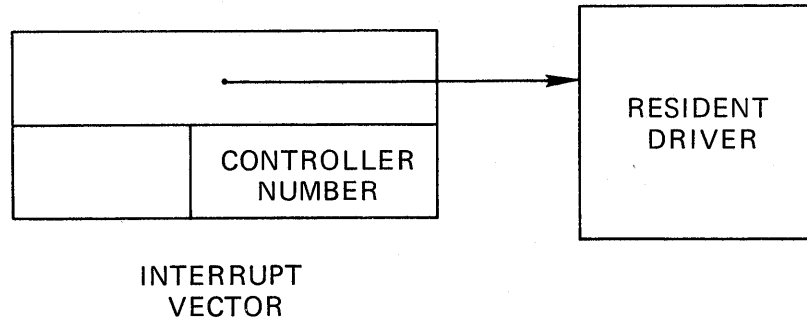 RESIDENT
DRIVER
CONTROLLER
NUMBER
INTERRUPT
VECTOR